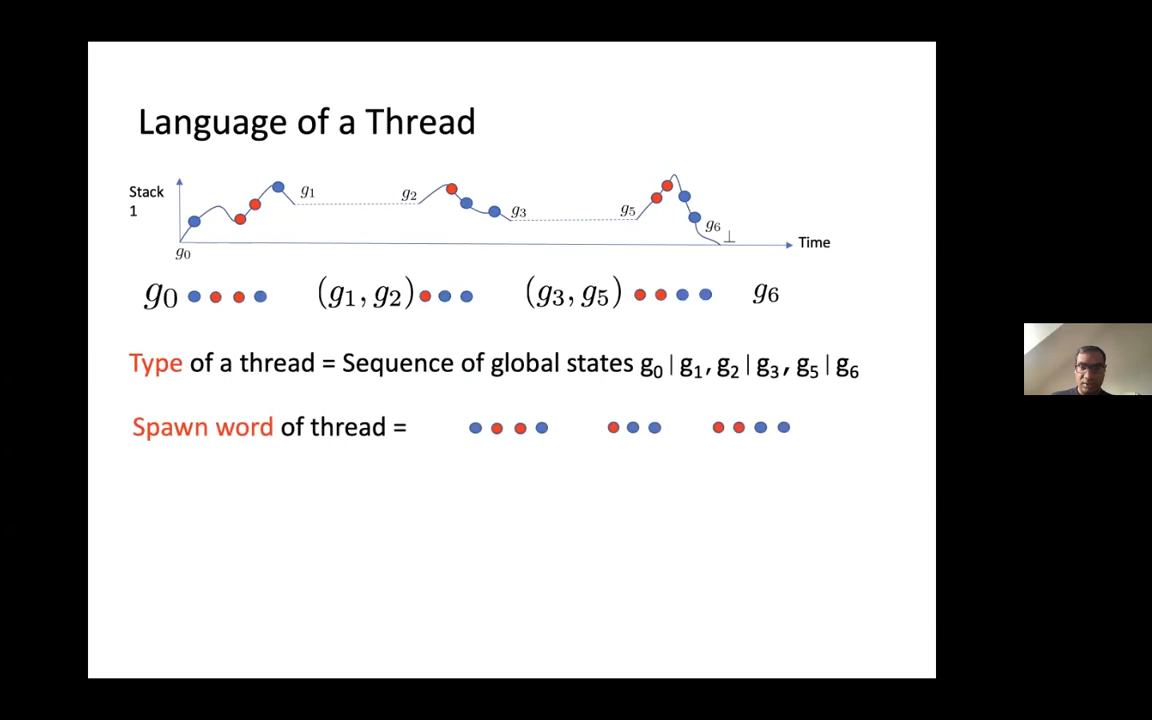 Language of a Thread
Stack
1
g₁
g₂
g₃
g₅
g₆
⊥
Time
g₀
g₀ (g₁, g₂) (g₃, g₅) g₆
Type of a thread = Sequence of global states g₀|g₁, g₂|g₃, g₅|g₆
Spawn word of thread =